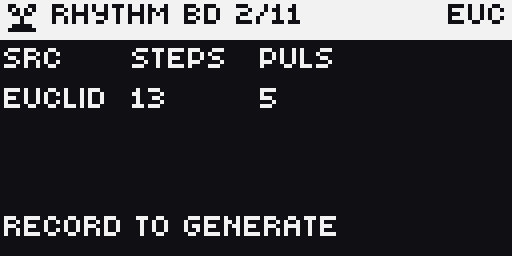 RHYTHM BD 2/11 EUC
SRC STEPS PULS
EUCLID 13 5
RECORD TO GENERATE